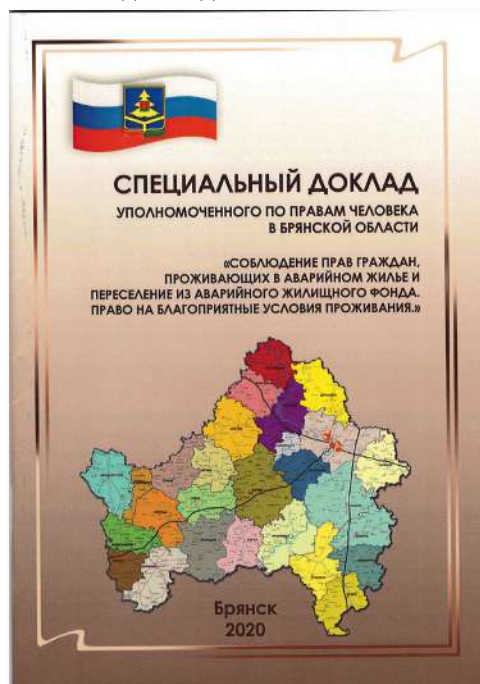 СПЕЦИАЛЬНЫЙ ДОКЛАД
УПОЛНОМОЧЕННОГО ПО ПРАВАМ ЧЕЛОВЕКА
В БРЯНСКОЙ ОБЛАСТИ
«СОБЛЮДЕНИЕ ПРАВ ГРАЖДАН,
ПРОЖИВАЮЩИХ В АВАРИЙНОМ ЖИЛЬЕ И
ПЕРЕСЕЛЕНИЕ ИЗ АВАРИЙНОГО ЖИЛИЩНОГО ФОНДА.
ПРАВО НА БЛАГОПРИЯТНЫЕ УСЛОВИЯ ПРОЖИВАНИЯ.»
Брянск
2020